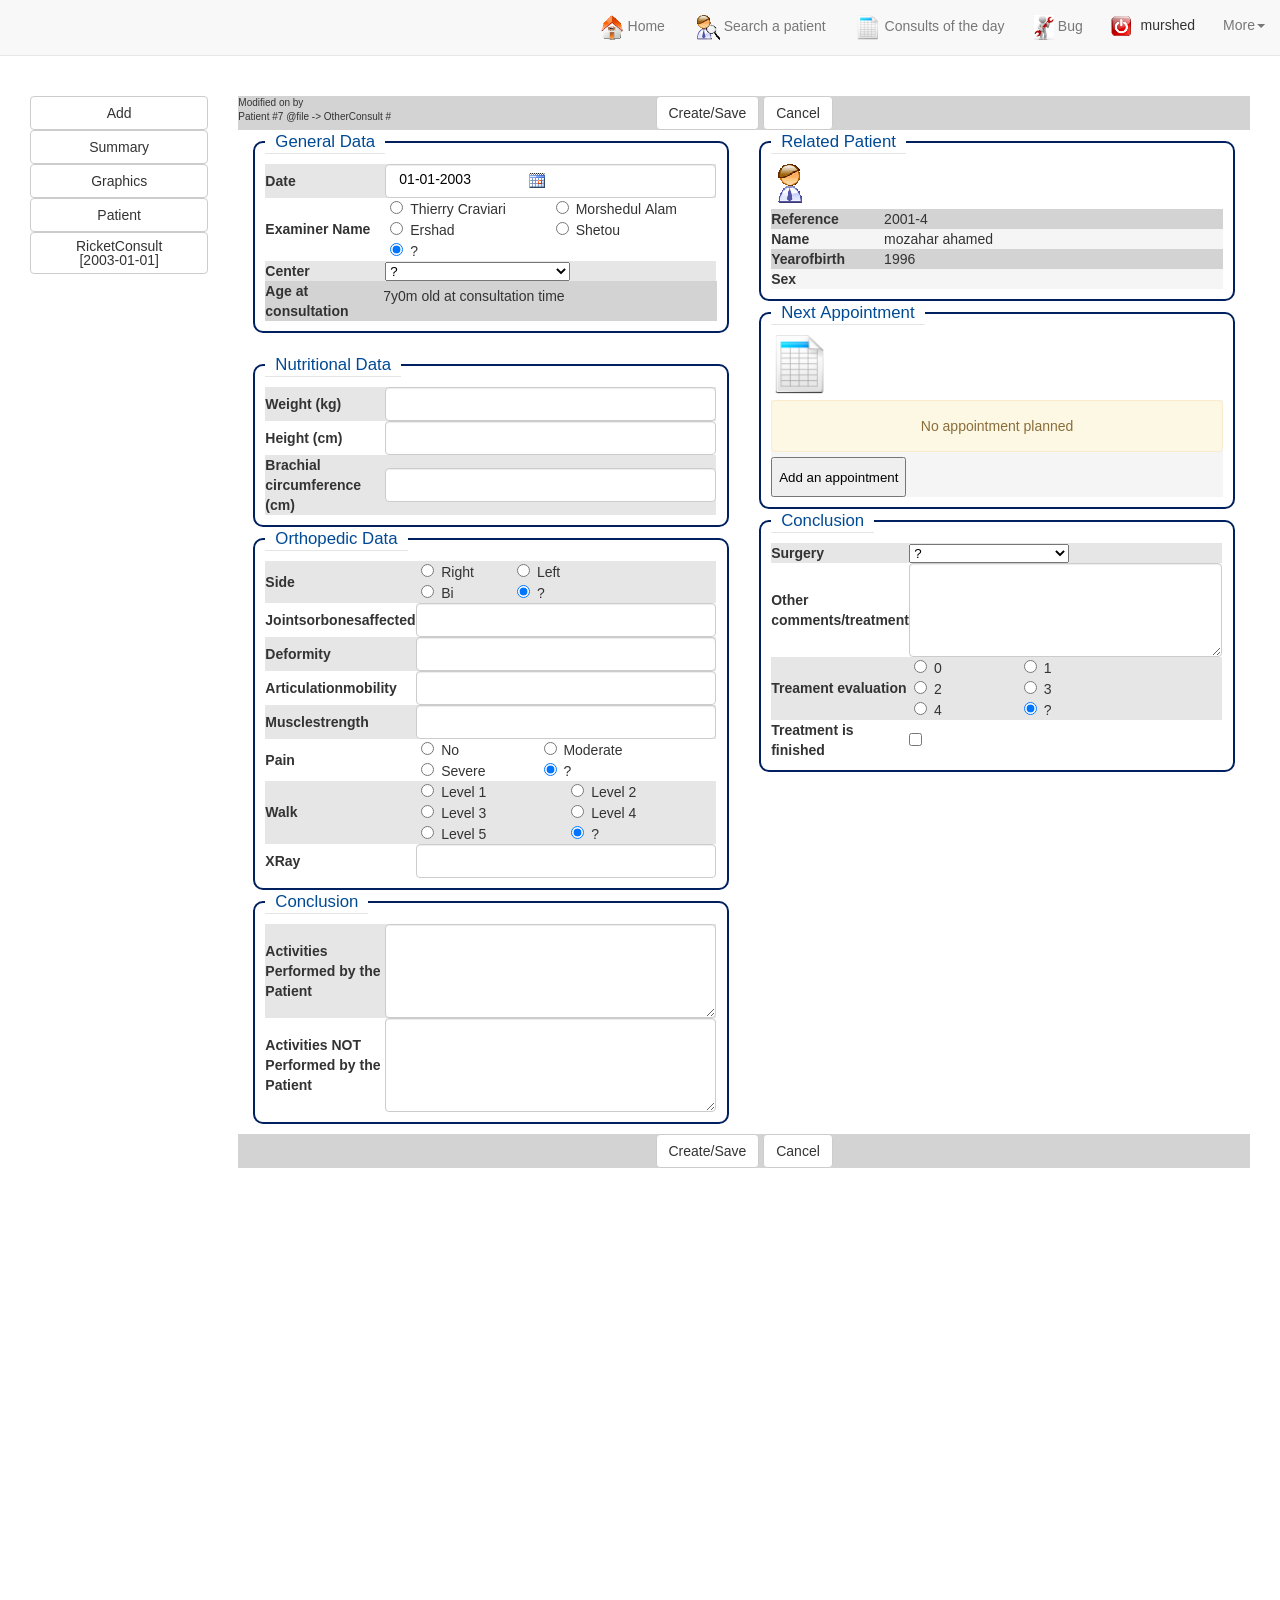 Home
Search a patient
Consults of the day
Bug
murshed
More
Add
Summary
Graphics
Patient
RicketConsult
[2003-01-01]
Modified on by
Patient #7 @file -> OtherConsult #
Create/Save
Cancel
General Data
Date
01-01-2003
Examiner Name
Thierry Craviari
Morshedul Alam
Ershad
Shetou
?
Center
?
Age at
consultation
7y0m old at consultation time
Nutritional Data
Weight (kg)
Height (cm)
Brachial
circumference
(cm)
Orthopedic Data
Side
Right
Left
Bi
?
Jointsorbonesaffected
Deformity
Articulationmobility
Musclestrength
Pain
No
Moderate
Severe
?
Walk
Level 1
Level 2
Level 3
Level 4
Level 5
?
XRay
Conclusion
Activities
Performed by the
Patient
Activities NOT
Performed by the
Patient
Related Patient
Reference
2001-4
Name
mozahar ahamed
Yearofbirth
1996
Sex
Next Appointment
No appointment planned
Add an appointment
Conclusion
Surgery
?
Other
comments/treatment
Treament evaluation
0
1
2
3
4
?
Treatment is
finished
Create/Save
Cancel